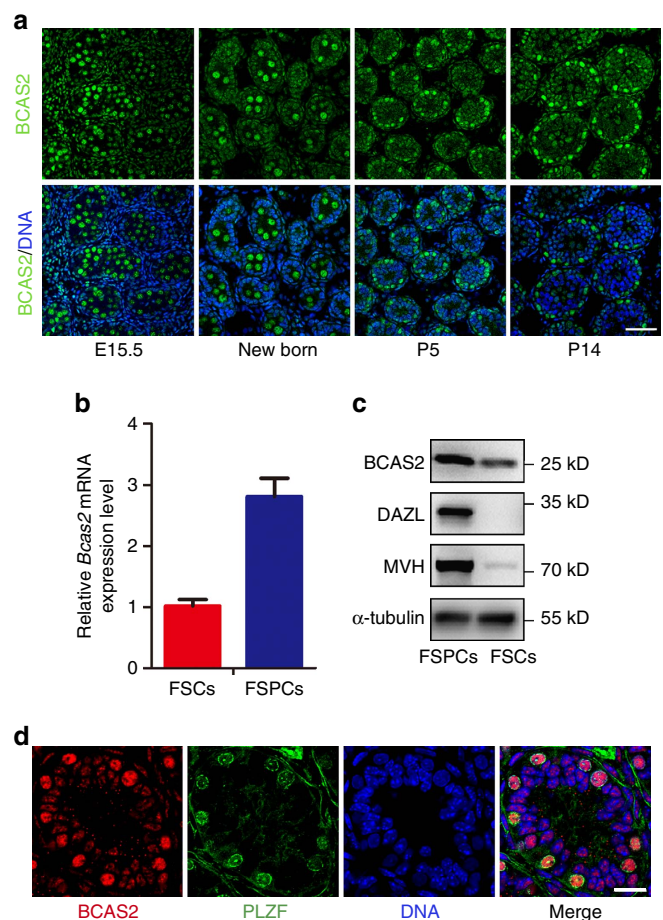 a
BCAS2
BCAS2/DNA
E15.5
New born
P5
P14
b
Relative Bcas2 mRNA
expression level
4
3
2
1
0
FSCs
FSPCs
c
BCAS2
25 kD
DAZL
35 kD
MVH
70 kD
α-tubulin
55 kD
FSPCs
FSCs
d
BCAS2
PLZF
DNA
Merge